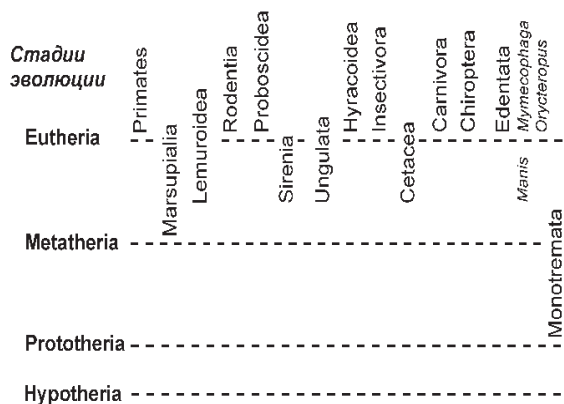 Стадии
эволюции
Eutheria
Metatheria
Prototheria
Hypotheria
Primates
Marsupialia
Lemuroidea
Rodentia
Proboscidea
Sirenia
Ungulata
Hyracoidea
Insectivora
Cetacea
Carnivora
Chiroptera
Edentata
Mymecophaga
Manis
Orycteropus
Monotremata